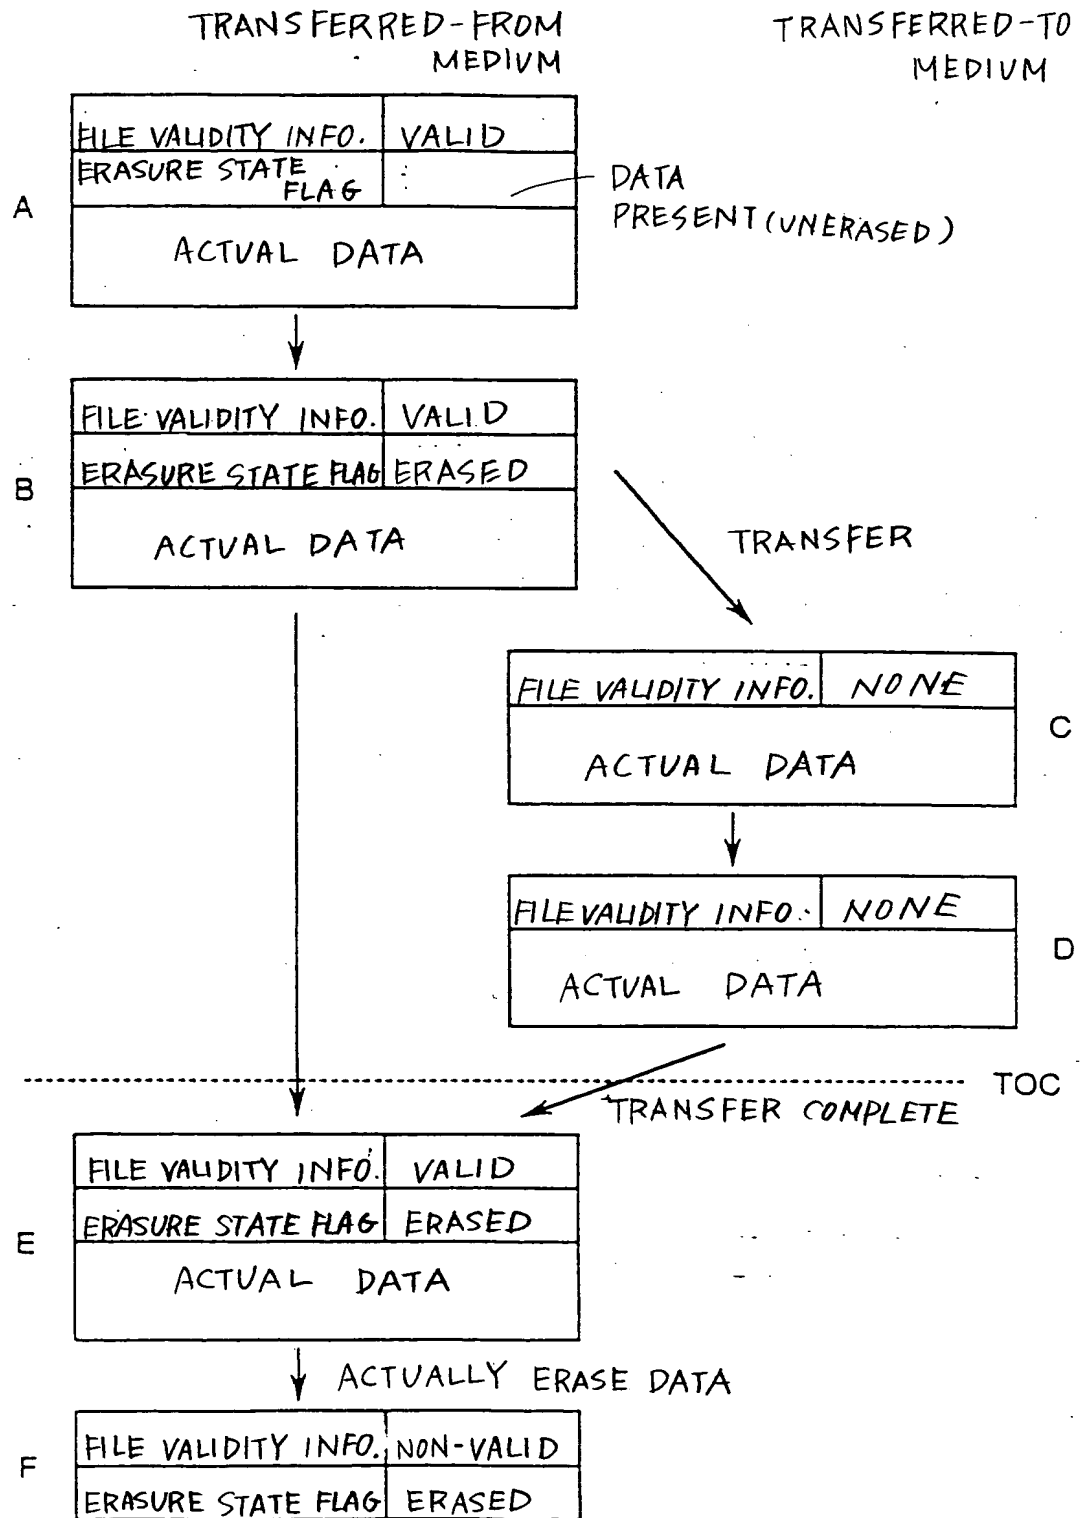 TRANSFERRED-FROM
MEDIUM
TRANSFERRED-TO
MEDIUM
A
FILE VALIDITY INFO. VALID
ERASURE STATE
FLAG
DATA
PRESENT (UNERASED)
ACTUAL DATA
B
FILE VALIDITY INFO. VALID
ERASURE STATE FLAG ERASED
ACTUAL DATA
TRANSFER
FILE VALIDITY INFO. NONE
C
ACTUAL DATA
FILE VALIDITY INFO. NONE
D
ACTUAL DATA
TOC
TRANSFER COMPLETE
FILE VALIDITY INFO. VALID
E
ERASURE STATE FLAG ERASED
ACTUAL DATA
ACTUALLY ERASE DATA
F
FILE VALIDITY INFO. NON-VALID
ERASURE STATE FLAG ERASED